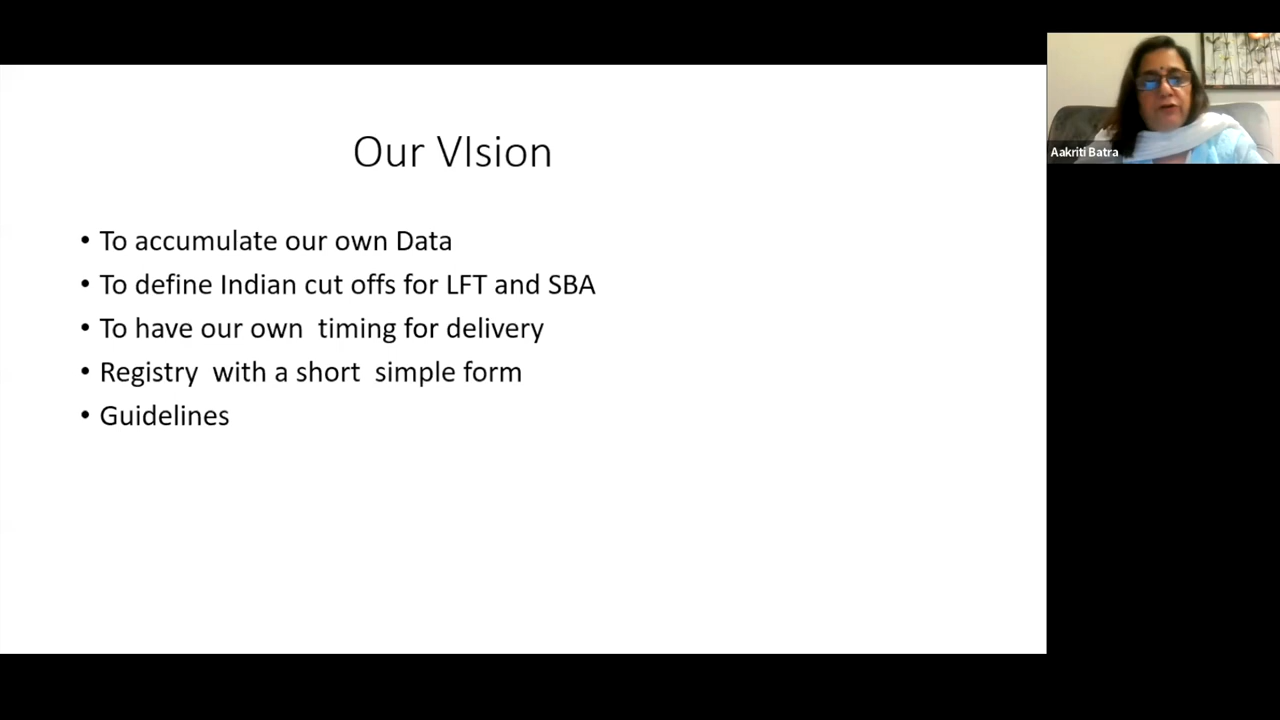 Our VIsion
• To accumulate our own Data
• To define Indian cut offs for LFT and SBA
• To have our own  timing for delivery
• Registry  with a short  simple form
• Guidelines
Aakriti Batra